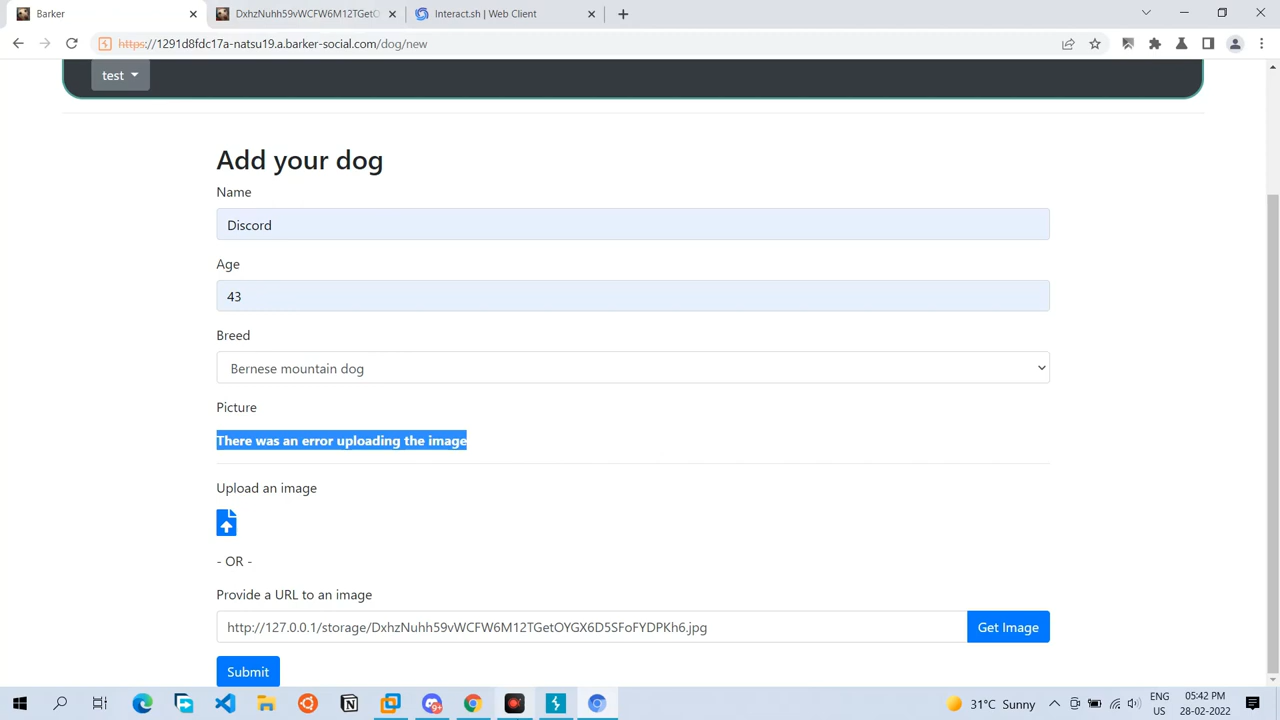 Barker
DxhzNuhh59vWCFW6M12TGetO
Interact.sh | Web Client
https://1291d8fdc17a-natsu19.a.barker-social.com/dog/new
test
Add your dog
Name
Discord
Age
43
Breed
Bernese mountain dog
Picture
There was an error uploading the image
Upload an image
- OR -
Provide a URL to an image
http://127.0.0.1/storage/DxhzNuhh59vWCFW6M12TGetOYGX6D5SFoFYDPKh6.jpg
Get Image
Submit
31°C Sunny
ENG
US
05:42 PM
28-02-2022